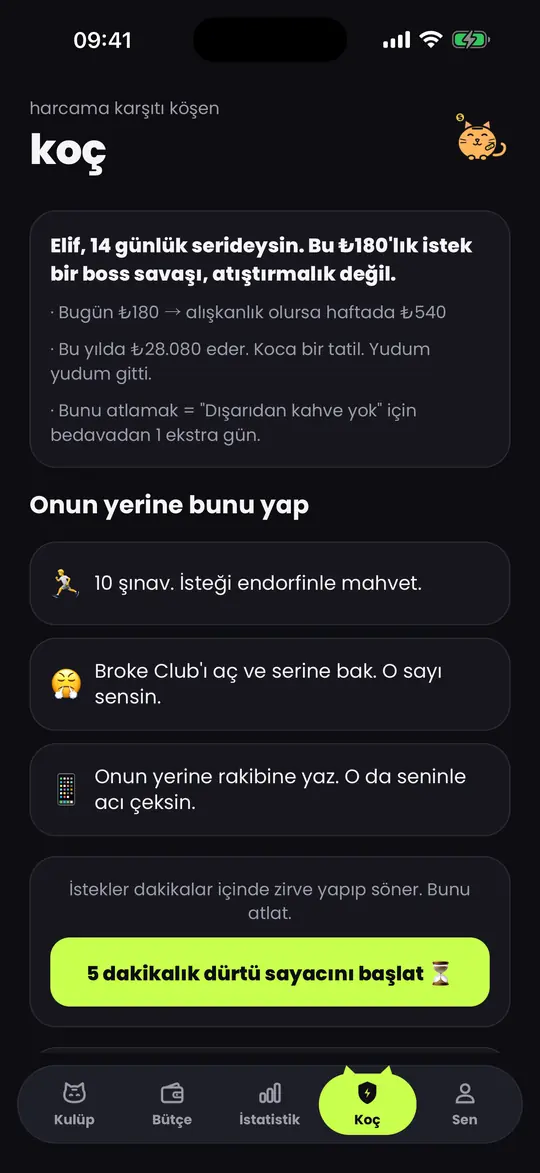 09:41
harcama karşıtı köşen
koç
Elif, 14 günlük serideysin. Bu ₺180'lık istek
bir boss savaşı, atıştırmalık değil.
· Bugün ₺180 → alışkanlık olursa haftada ₺540
· Bu yılda ₺28.080 eder. Koca bir tatil. Yudum
yudum gitti.
· Bunu atlamak = "Dışarıdan kahve yok" için
bedavadan 1 ekstra gün.
Onun yerine bunu yap
10 şınav. İsteği endorfinle mahvet.
Broke Club'ı aç ve serine bak. O sayı
sensin.
Onun yerine rakibine yaz. O da seninle
acı çeksin.
İstekler dakikalar içinde zirve yapıp söner. Bunu
atlat.
5 dakikalık dürtü sayacını başlat ⏳
Kulüp
Bütçe
İstatistik
Koç
Sen